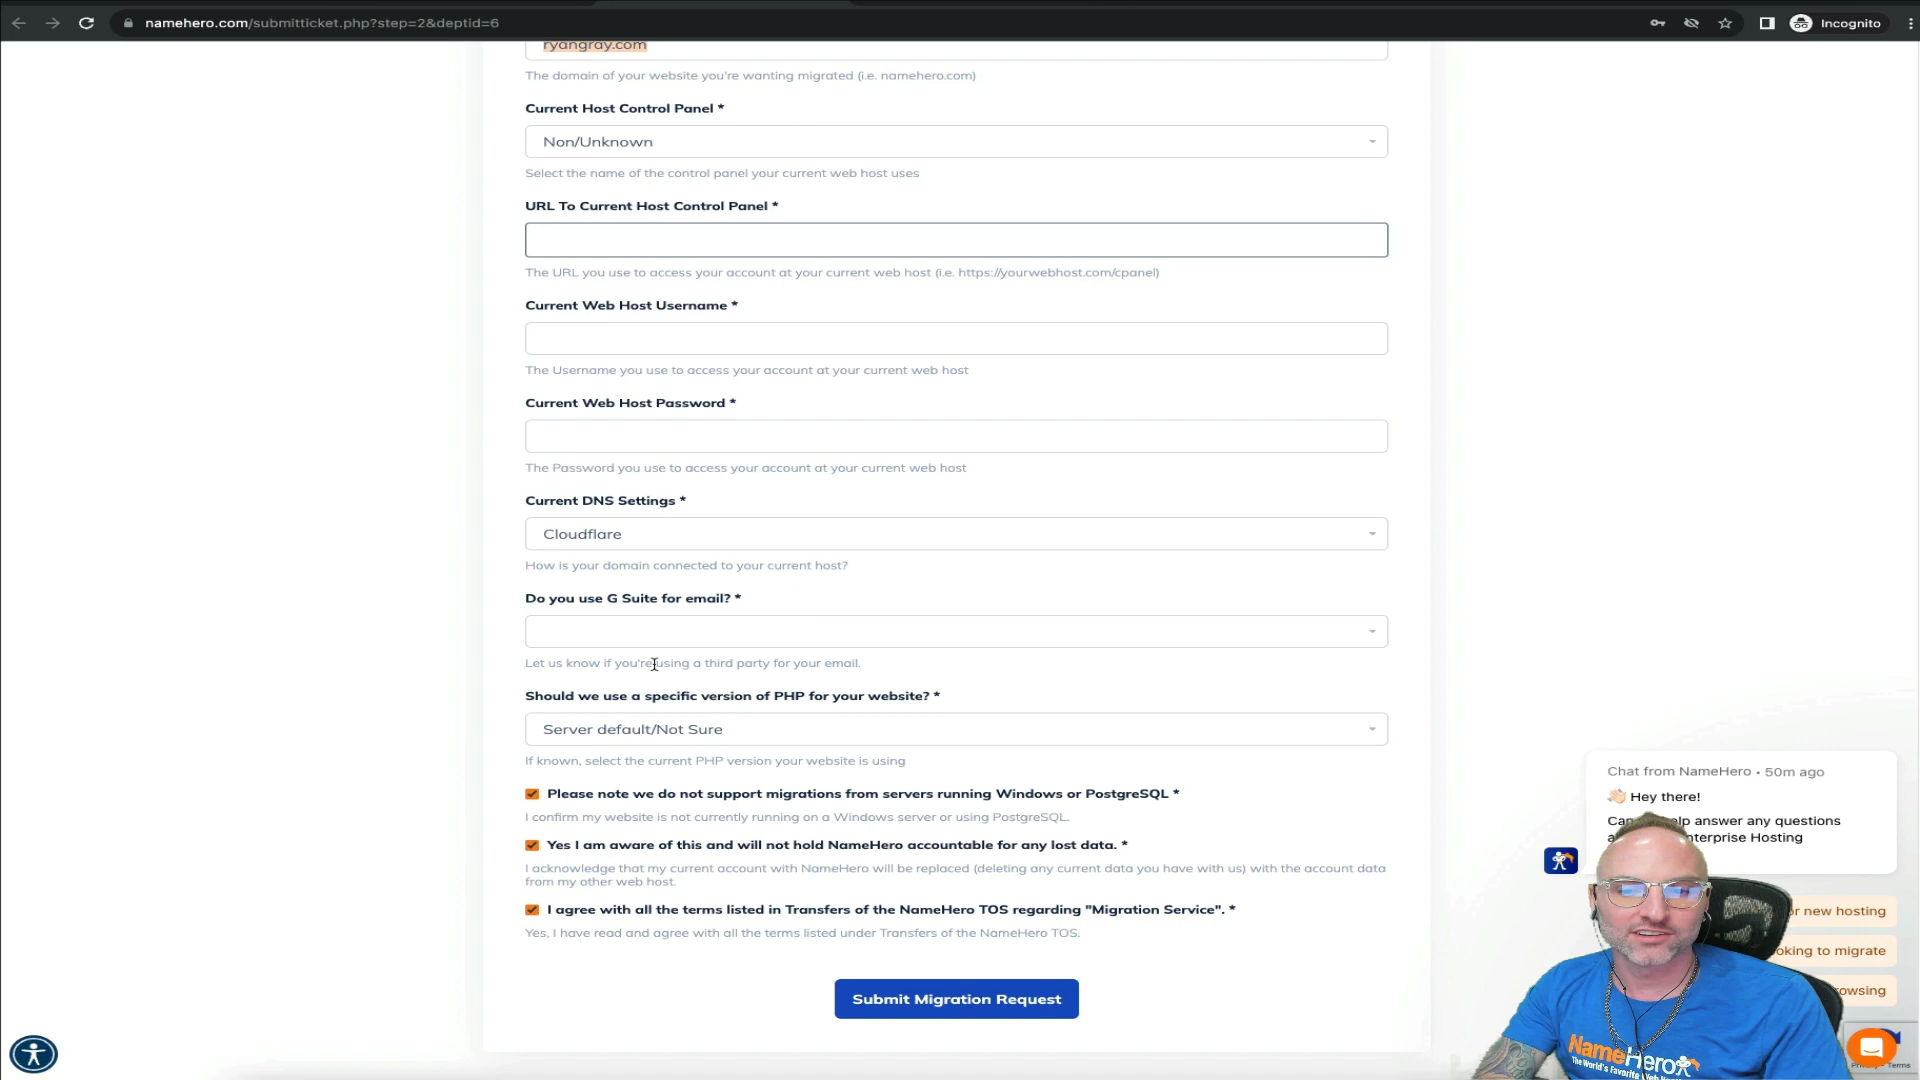 namehero.com/submitticket.php?step=2&deptid=6
Incognito
ryangray.com
The domain of your website you're wanting migrated (i.e. namehero.com)
Current Host Control Panel *
Non/Unknown
Select the name of the control panel your current web host uses
URL To Current Host Control Panel *
The URL you use to access your account at your current web host (i.e. https://yourwebhost.com/cpanel)
Current Web Host Username *
The Username you use to access your account at your current web host
Current Web Host Password *
The Password you use to access your account at your current web host
Current DNS Settings *
Cloudflare
How is your domain connected to your current host?
Do you use G Suite for email? *
Let us know if you're using a third party for your email.
Should we use a specific version of PHP for your website? *
Server default/Not Sure
If known, select the current PHP version your website is using
Please note we do not support migrations from servers running Windows or PostgreSQL *
I confirm my website is not currently running on a Windows server or using PostgreSQL.
Yes I am aware of this and will not hold NameHero accountable for any lost data. *
I acknowledge that my current account with NameHero will be replaced (deleting any current data you have with us) with the account data
from my other web host.
I agree with all the terms listed in Transfers of the NameHero TOS regarding "Migration Service". *
Yes, I have read and agree with all the terms listed under Transfers of the NameHero TOS.
Submit Migration Request
Chat from NameHero • 50m ago
👋🏻 Hey there!
answer any questions
Hosting
new hosting
to migrate
NameHero
The World's Favorite Web
Terms